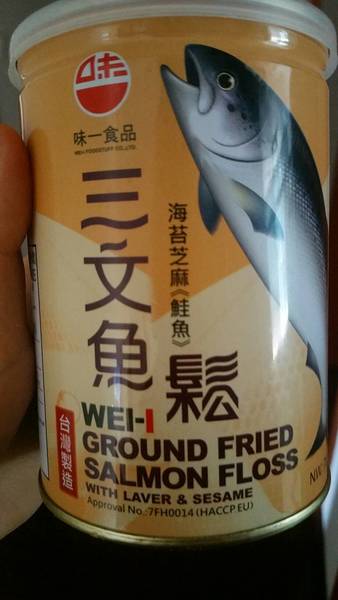 味
味一食品
WEI-I FOODSTUFF CO.,LTD.
三文魚鬆
海苔芝麻《鮭魚》
台灣製造
WEI-I
GROUND FRIED
SALMON FLOSS
WITH LAVER & SESAME
Approval No.:7FH0014(HACCP EU)